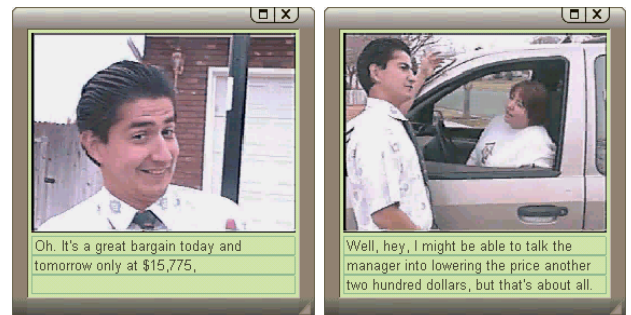 Oh. It's a great bargain today and
tomorrow only at $15,775,
Well, hey, I might be able to talk the
manager into lowering the price another
two hundred dollars, but that's about all.